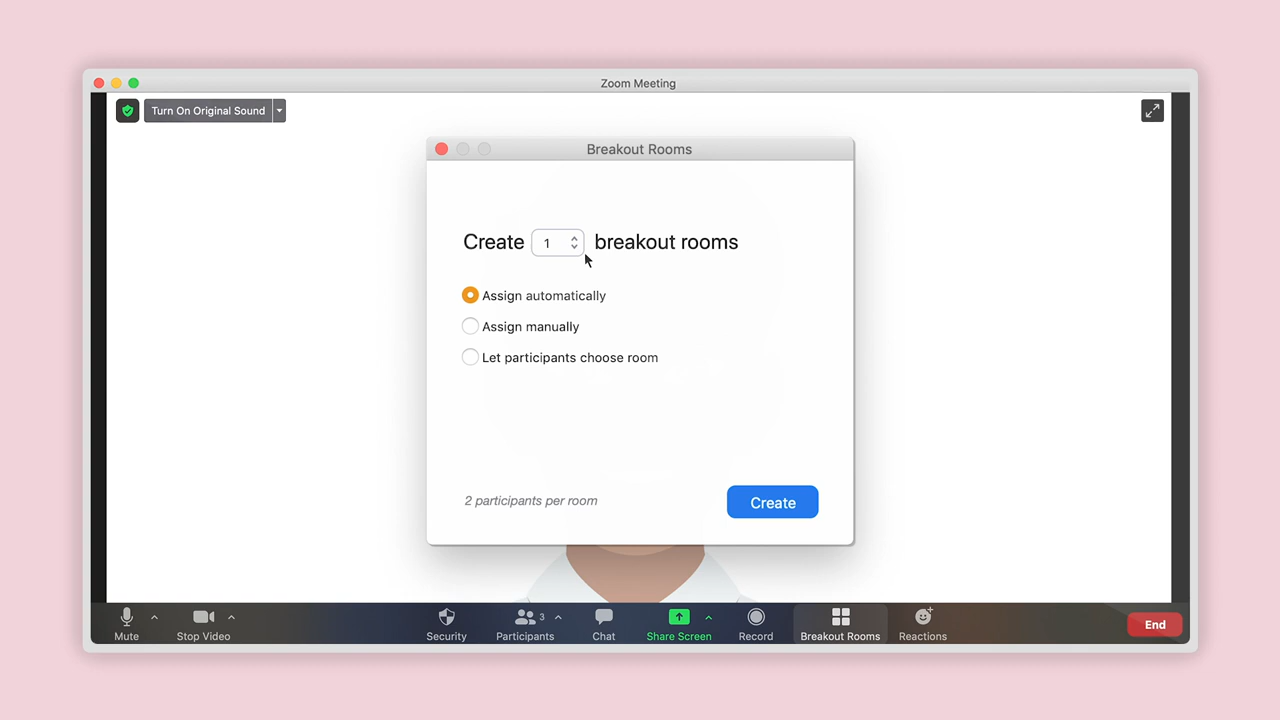 Zoom Meeting
Turn On Original Sound
Breakout Rooms
Create 1 breakout rooms
Assign automatically
Assign manually
Let participants choose room
2 participants per room
Create
Mute
Stop Video
Security
3
Participants
Chat
Share Screen
Record
Breakout Rooms
Reactions
End